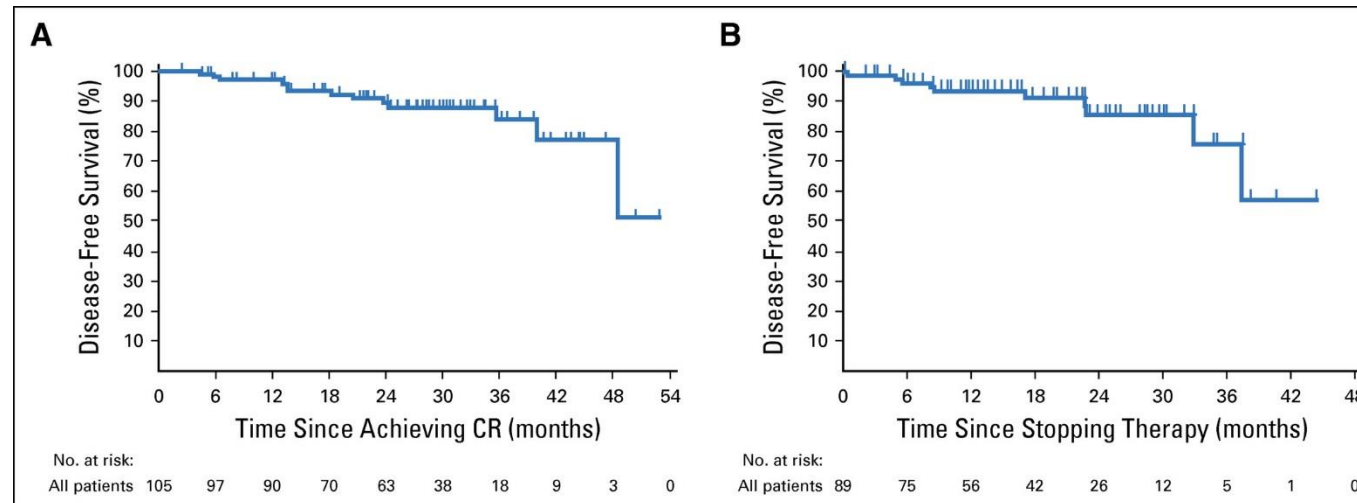 A
Disease-Free Survival (%)
100
90
80
70
60
50
40
30
20
10
0 6 12 18 24 30 36 42 48 54
Time Since Achieving CR (months)
No. at risk:
All patients 105 97 90 70 63 38 18 9 3 0
B
Disease-Free Survival (%)
100
90
80
70
60
50
40
30
20
10
0 6 12 18 24 30 36 42 48
Time Since Stopping Therapy (months)
No. at risk:
All patients 89 75 56 42 26 12 5 1 0